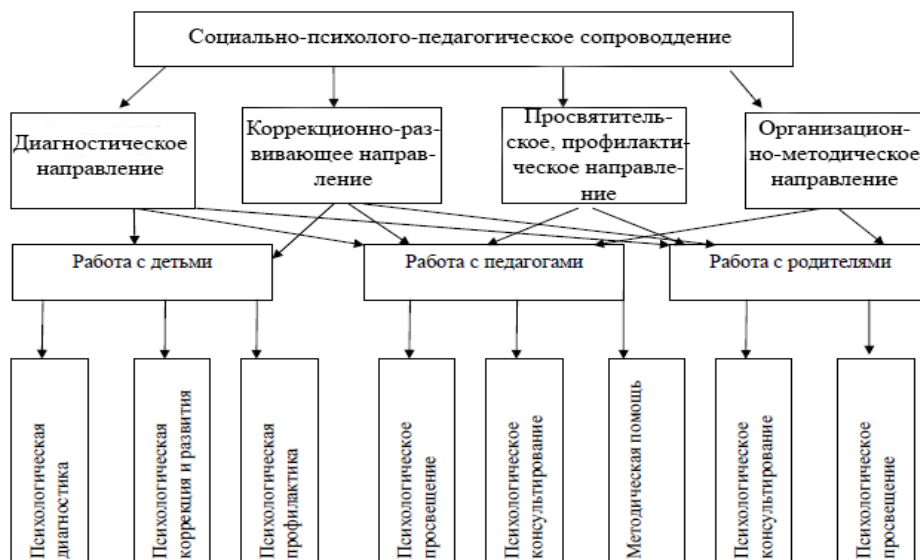 Социально-психолого-педагогическое сопроводдение
Диагностическое
направление
Коррекционно-раз-
вивающее направ-
ление
Просвятитель-
ское, профилакти-
ческое направле-
ние
Организацион-
но-методическое
направление
Работа с детьми
Работа с педагогами
Работа с родителями
Психологическая
диагностика
Психологическая
коррекция и развития
Психологическая
профилактика
Психологическое
просвещение
Психологическое
консультирование
Методическая помощь
Психологическое
консультирование
Психологическое
просвещение